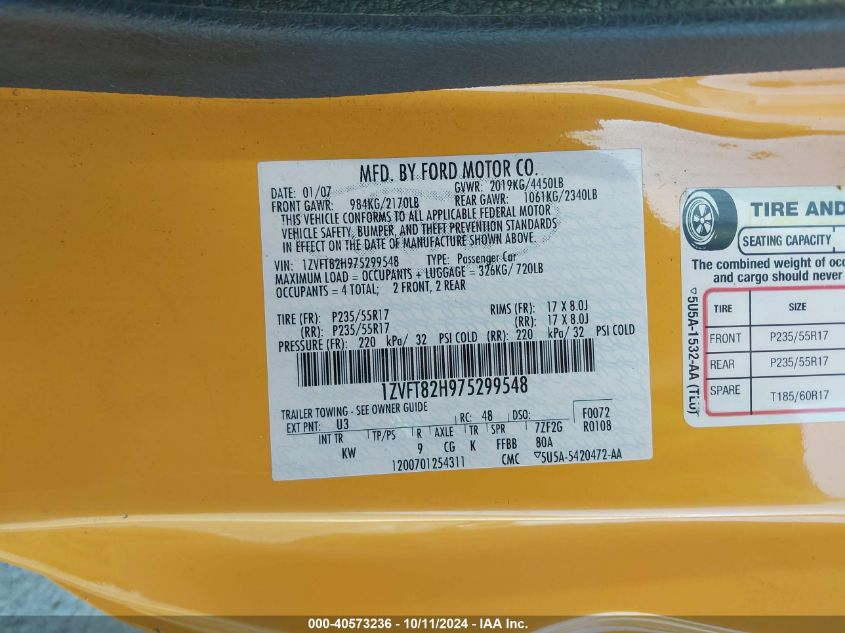 MFD. BY FORD MOTOR CO.
DATE: 01/07 GVWR: 2019KG/4450LB
FRONT GAWR: 984KG/2170LB REAR GAWR: 1061KG/2340LB
THIS VEHICLE CONFORMS TO ALL APPLICABLE FEDERAL MOTOR
VEHICLE SAFETY, BUMPER, AND THEFT PREVENTION STANDARDS
IN EFFECT ON THE DATE OF MANUFACTURE SHOWN ABOVE.
VIN: 1ZVFT82H975299548 TYPE: Passenger Car
MAXIMUM LOAD = OCCUPANTS + LUGGAGE = 326KG/ 720LB
OCCUPANTS = 4 TOTAL; 2 FRONT, 2 REAR
TIRE (FR): P235/55R17 RIMS (FR): 17 X 8.0J
(RR): P235/55R17 (RR): 17 X 8.0J
PRESSURE (FR): 220 kPa/ 32 PSI COLD (RR): 220 kPa/ 32 PSI COLD
1ZVFT82H975299548
TRAILER TOWING - SEE OWNER GUIDE
EXT PNT: U3 RC: 48 DSO: F0072
INT TR TP/PS R AXLE TR SPR 7ZF2G R0108
KW 9 CG K FFBB 80A
1200701254311 CMC ▽5U5A-5420472-AA
TIRE AND
SEATING CAPACITY
The combined weight of occ
and cargo should never
TIRE SIZE
FRONT P235/55R17
REAR P235/55R17
SPARE T185/60R17
▽5U5A-1532-AA (TLU)
000-40573236 - 10/11/2024 - IAA Inc.